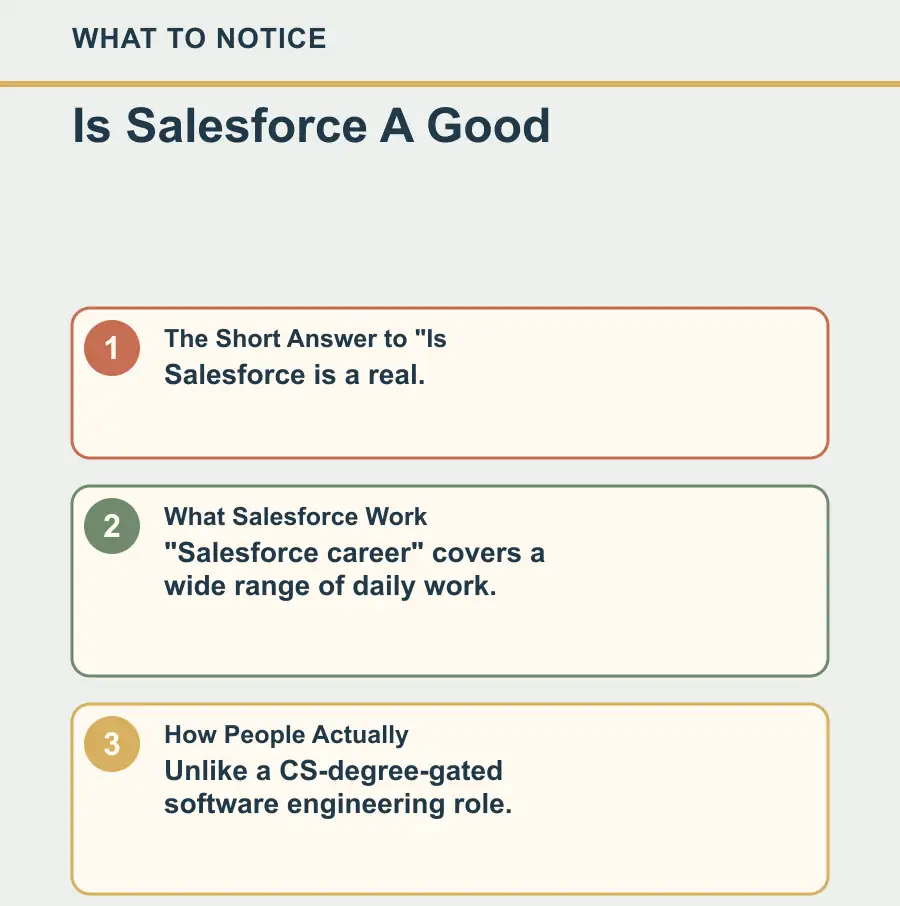 WHAT TO NOTICE
Is Salesforce A Good
1
The Short Answer to "Is
Salesforce is a real.
2
What Salesforce Work
"Salesforce career" covers a
wide range of daily work.
3
How People Actually
Unlike a CS-degree-gated
software engineering role.